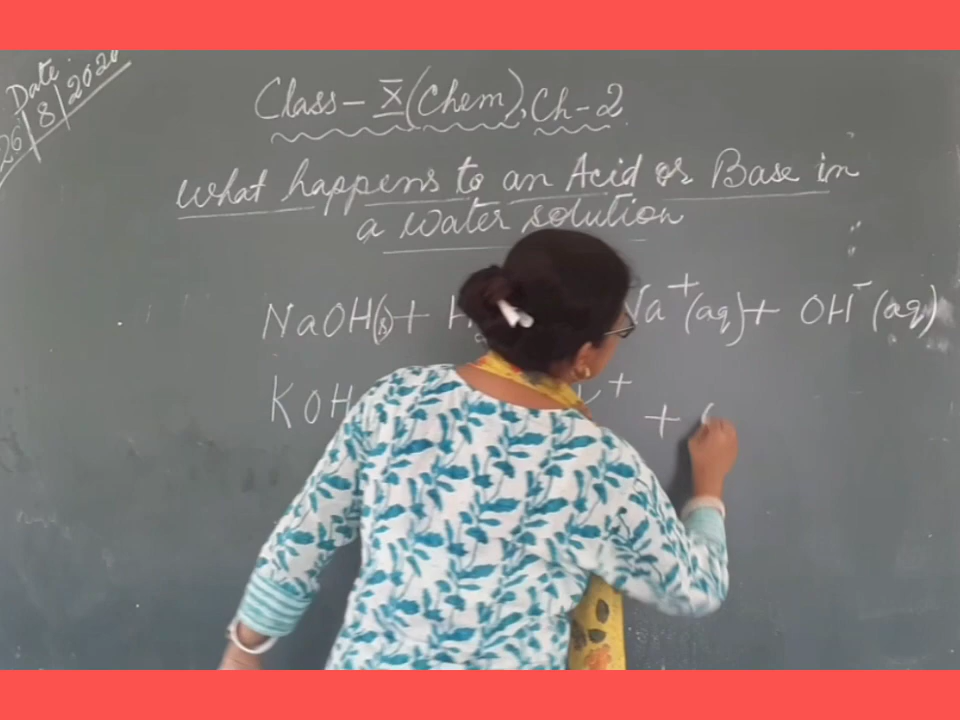 Date:
26/8/2020
Class-X(Chem), Ch-2
What happens to an Acid or Base in
a water solution
NaOH(s) + H Na⁺(aq) + OH⁻(aq)
KOH ⁺ +